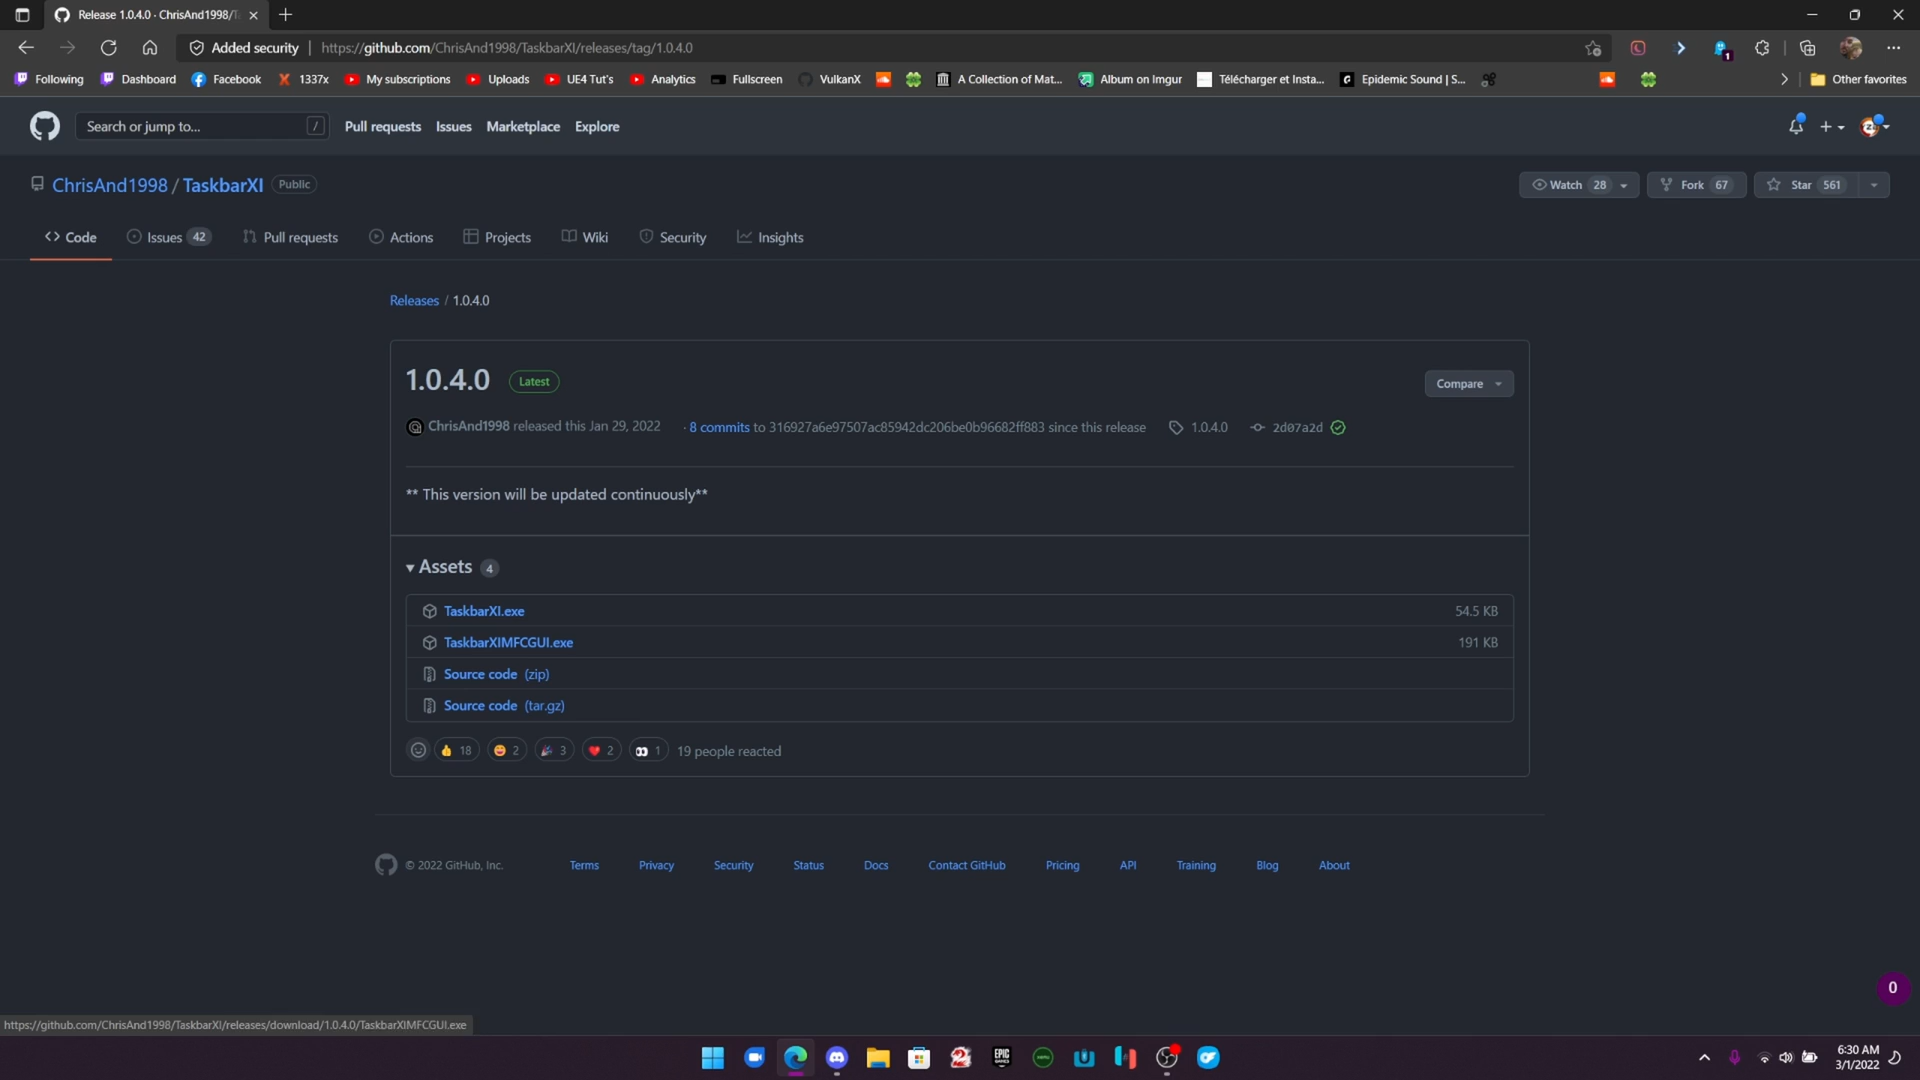 Release 1.0.4.0 · ChrisAnd1998/T
Added security
https://github.com/ChrisAnd1998/TaskbarXI/releases/tag/1.0.4.0
1
Following Dashboard Facebook 1337x My subscriptions Uploads UE4 Tut's Analytics Fullscreen VulkanX A Collection of Mat... Album on Imgur Télécharger et Insta... Epidemic Sound | S... Other favorites
Search or jump to... / Pull requests Issues Marketplace Explore
ChrisAnd1998 / TaskbarXI Public
Watch 28 Fork 67 Star 561
Code Issues 42 Pull requests Actions Projects Wiki Security Insights
Releases / 1.0.4.0
1.0.4.0 Latest
Compare
ChrisAnd1998 released this Jan 29, 2022 · 8 commits to 316927a6e97507ac85942dc206be0b96682ff883 since this release 1.0.4.0 2d07a2d
** This version will be updated continuously**
Assets 4
TaskbarXI.exe 54.5 KB
TaskbarXIMFCGUI.exe 191 KB
Source code (zip)
Source code (tar.gz)
18 2 3 2 1 19 people reacted
© 2022 GitHub, Inc. Terms Privacy Security Status Docs Contact GitHub Pricing API Training Blog About
0
https://github.com/ChrisAnd1998/TaskbarXI/releases/download/1.0.4.0/TaskbarXIMFCGUI.exe
EPIC GAMES
6:30 AM
3/1/2022